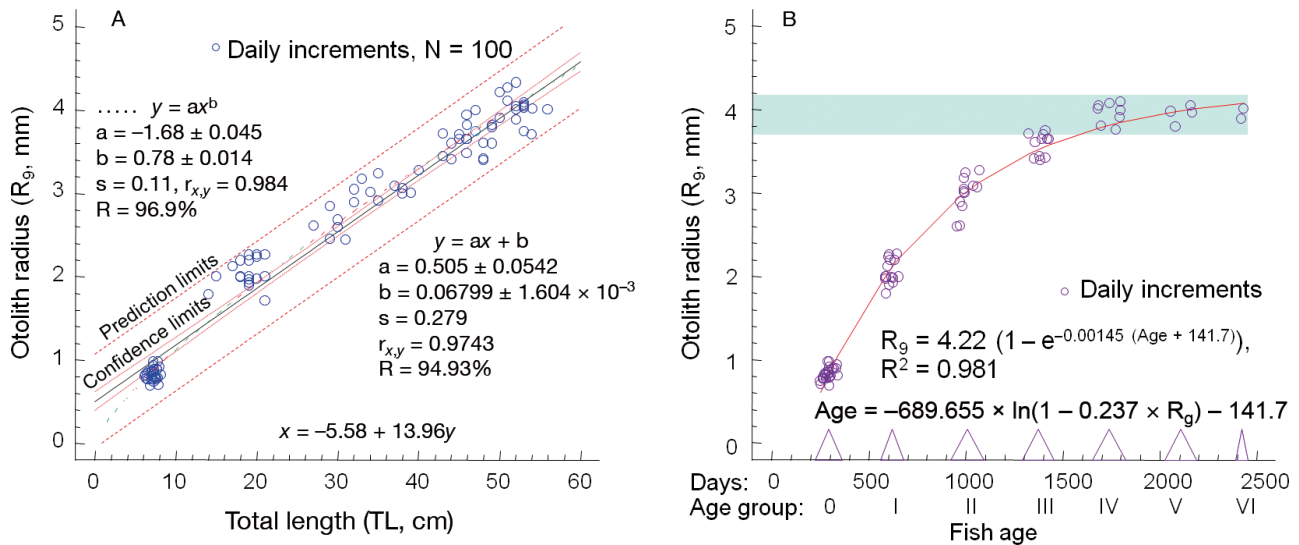 A
Daily increments, N = 100
..... y = ax^b
a = –1.68 ± 0.045
b = 0.78 ± 0.014
s = 0.11, r_x,y = 0.984
R = 96.9%
Prediction limits
Confidence limits
y = ax + b
a = 0.505 ± 0.0542
b = 0.06799 ± 1.604 × 10^–3
s = 0.279
r_x,y = 0.9743
R = 94.93%
x = –5.58 + 13.96y
Otolith radius (R_9, mm)
5
4
3
2
1
0
0 10 20 30 40 50 60
Total length (TL, cm)
B
Otolith radius (R_9, mm)
5
4
3
2
1
0
Daily increments
R_9 = 4.22 (1 – e^–0.00145 (Age + 141.7)),
R^2 = 0.981
Age = –689.655 × ln(1 – 0.237 × R_g) – 141.7
Days: 0 500 1000 1500 2000 2500
Age group: 0 I II III IV V VI
Fish age